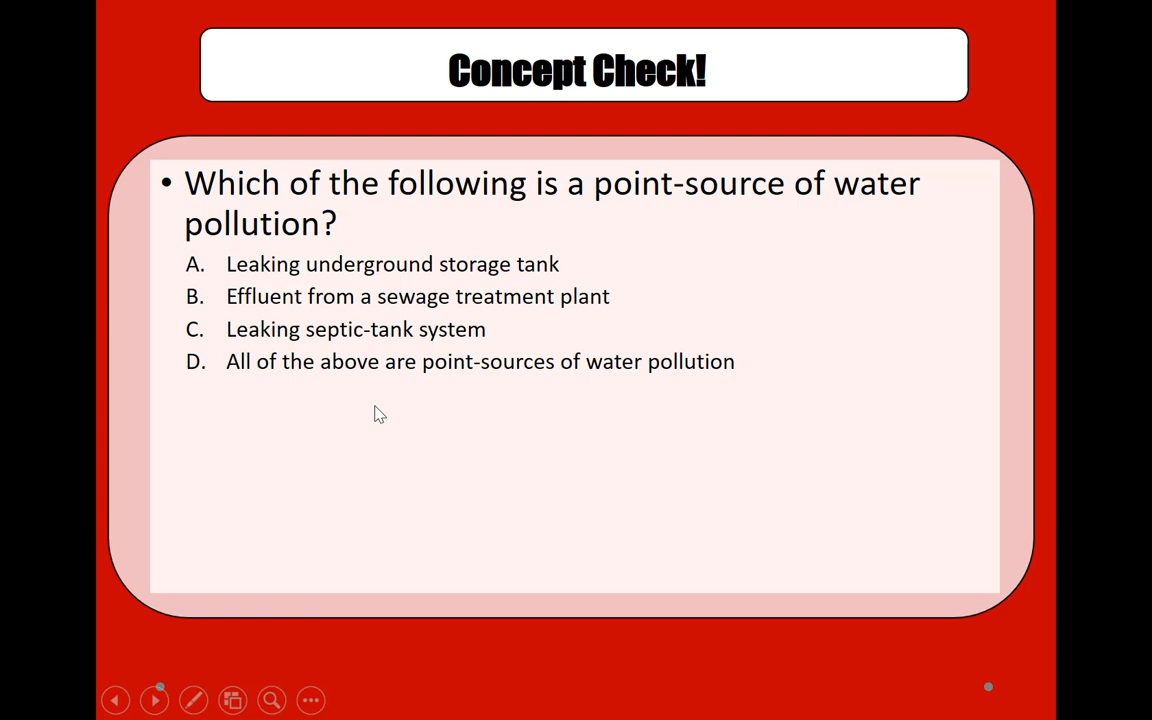 Concept Check!
• Which of the following is a point-source of water
pollution?
A. Leaking underground storage tank
B. Effluent from a sewage treatment plant
C. Leaking septic-tank system
D. All of the above are point-sources of water pollution